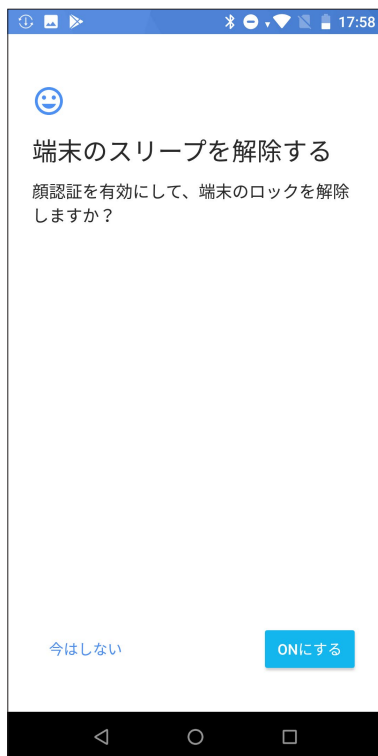 17:58
端末のスリープを解除する
顔認証を有効にして、端末のロックを解除
しますか？
今はしない
ONにする